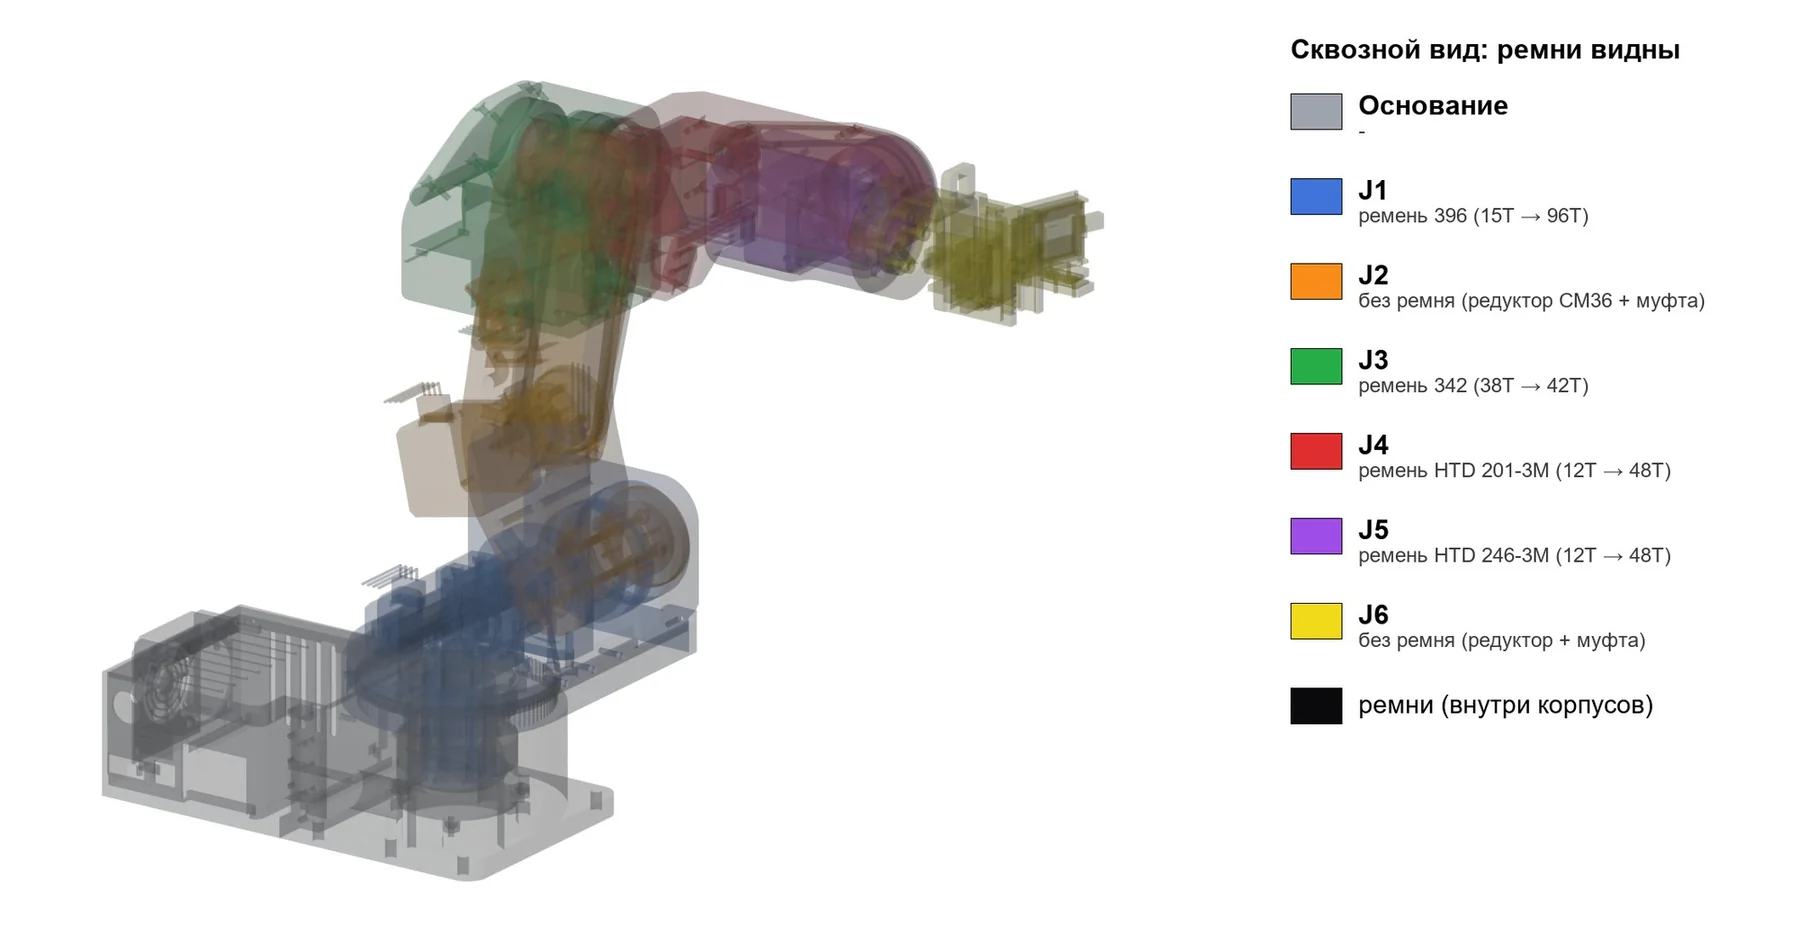 Сквозной вид: ремни видны
Основание
-
J1
ремень 396 (15T → 96T)
J2
без ремня (редуктор CM36 + муфта)
J3
ремень 342 (38T → 42T)
J4
ремень HTD 201-3M (12T → 48T)
J5
ремень HTD 246-3M (12T → 48T)
J6
без ремня (редуктор + муфта)
ремни (внутри корпусов)